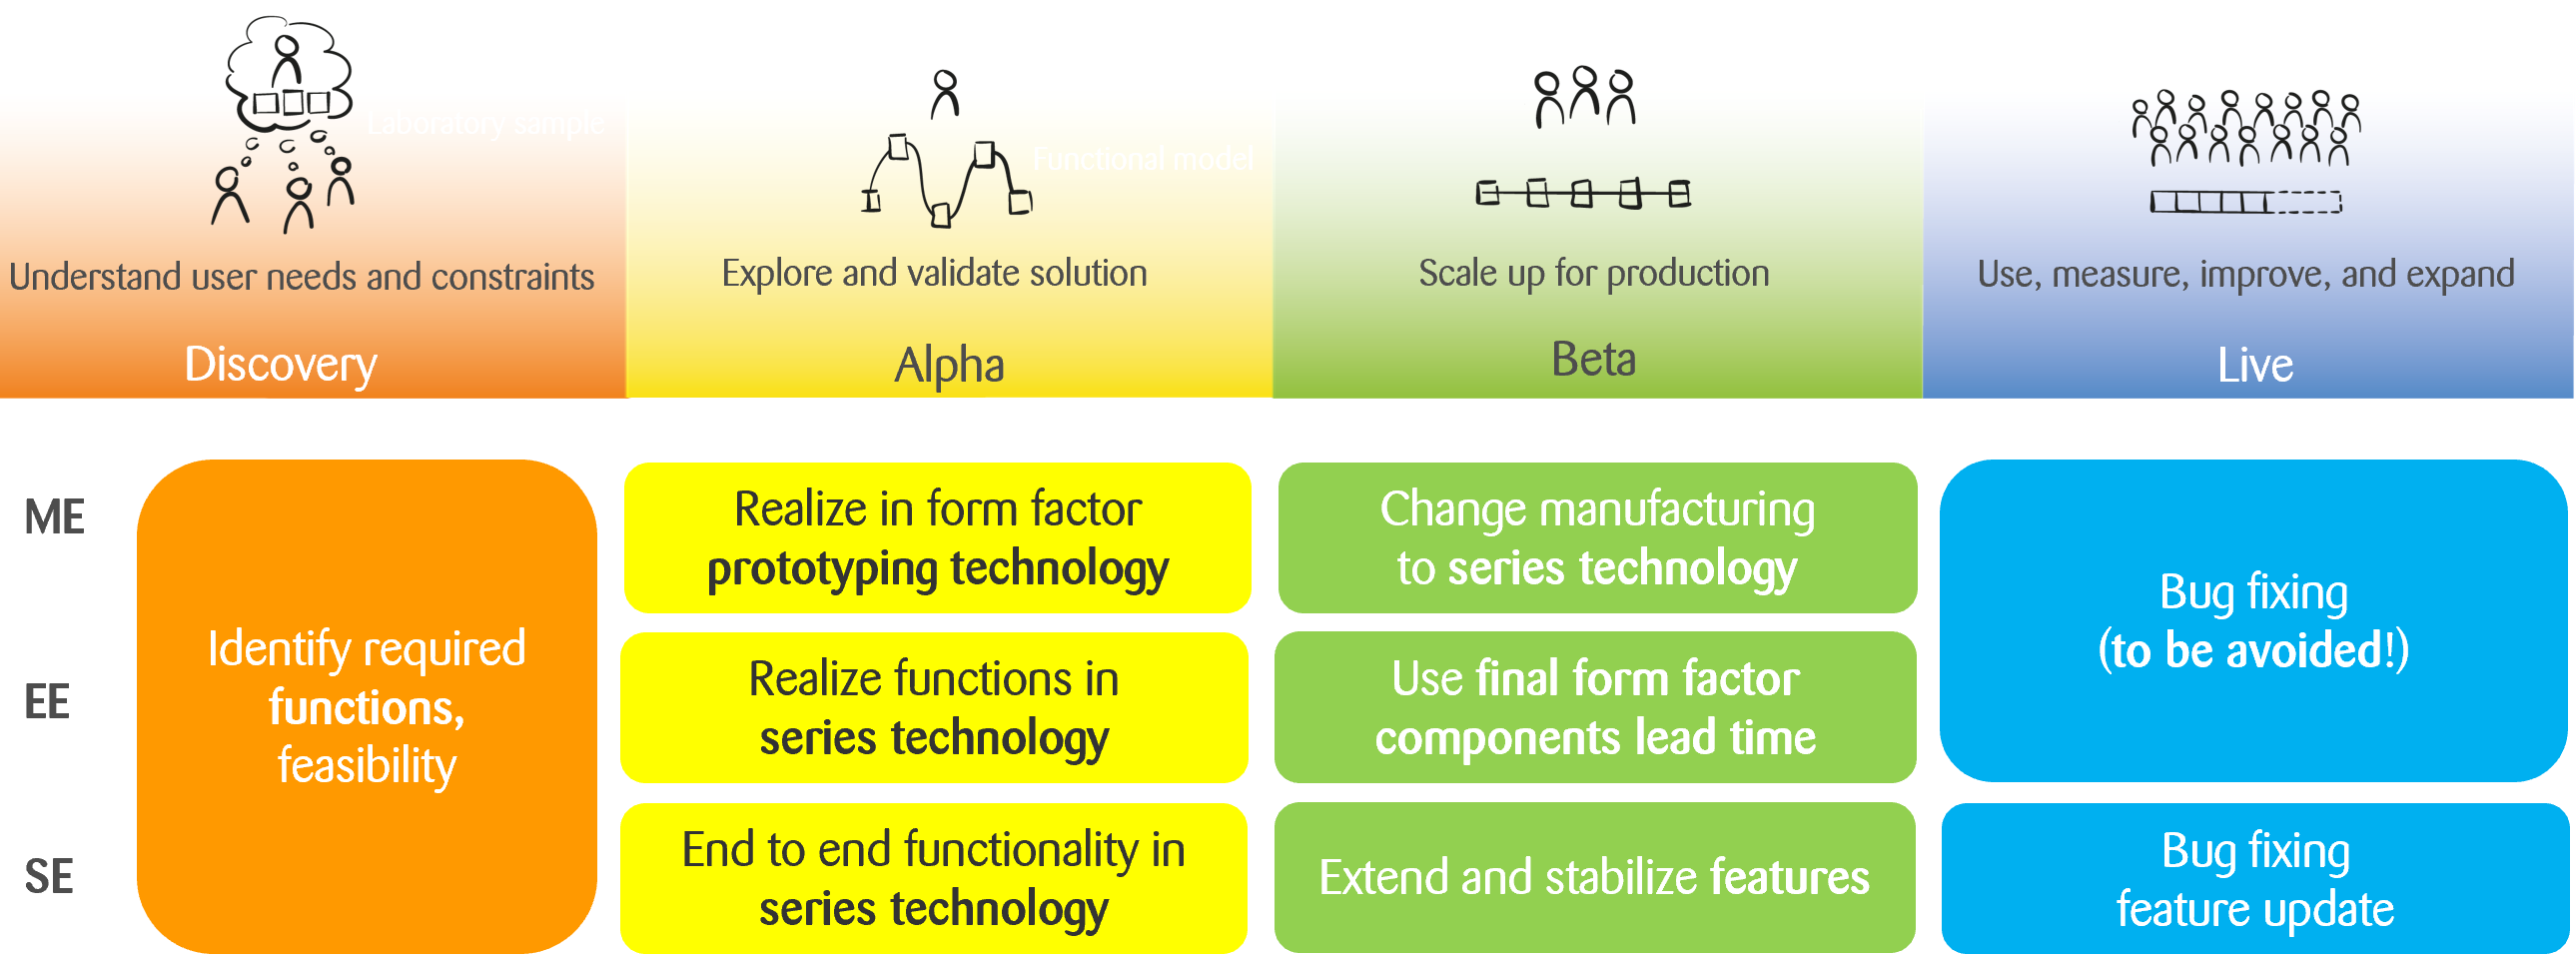 Laboratory sample
Functional model
Understand user needs and constraints
Explore and validate solution
Scale up for production
Use, measure, improve, and expand
Discovery
Alpha
Beta
Live
ME
EE
SE
Identify required
functions,
feasibility
Realize in form factor
prototyping technology
Realize functions in
series technology
End to end functionality in
series technology
Change manufacturing
to series technology
Use final form factor
components lead time
Extend and stabilize features
Bug fixing
(to be avoided!)
Bug fixing
feature update